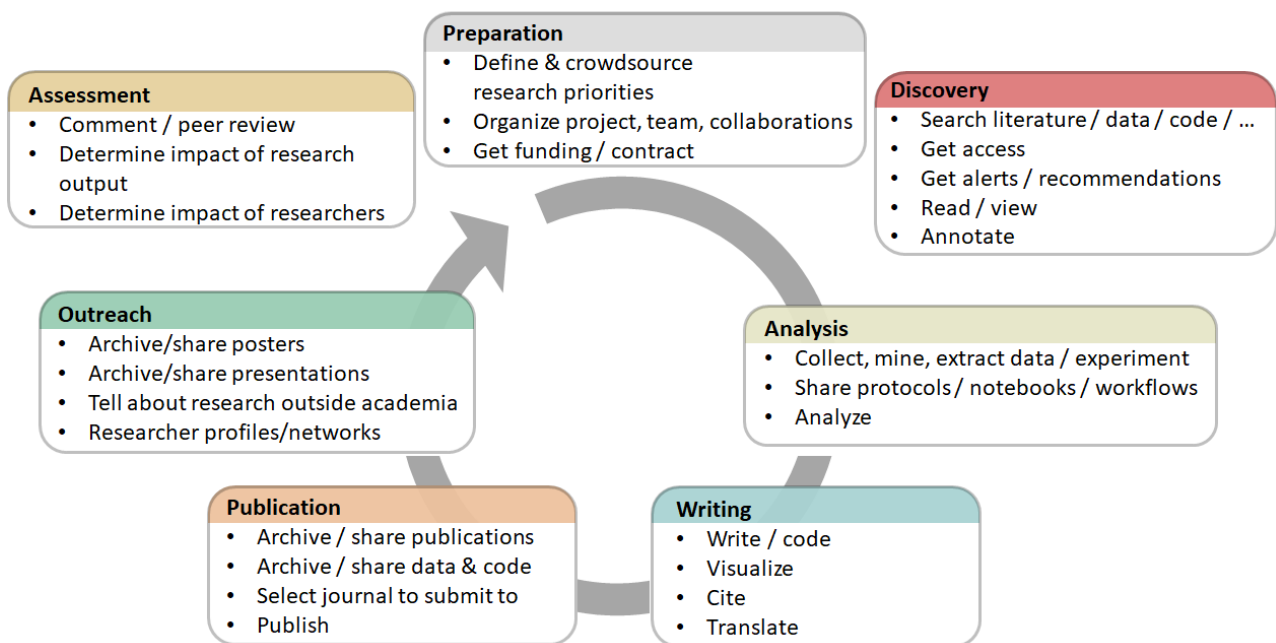 Preparation
• Define & crowdsource
research priorities
• Organize project, team, collaborations
• Get funding / contract
Discovery
• Search literature / data / code / ...
• Get access
• Get alerts / recommendations
• Read / view
• Annotate
Analysis
• Collect, mine, extract data / experiment
• Share protocols / notebooks / workflows
• Analyze
Writing
• Write / code
• Visualize
• Cite
• Translate
Publication
• Archive / share publications
• Archive / share data & code
• Select journal to submit to
• Publish
Outreach
• Archive/share posters
• Archive/share presentations
• Tell about research outside academia
• Researcher profiles/networks
Assessment
• Comment / peer review
• Determine impact of research
output
• Determine impact of researchers